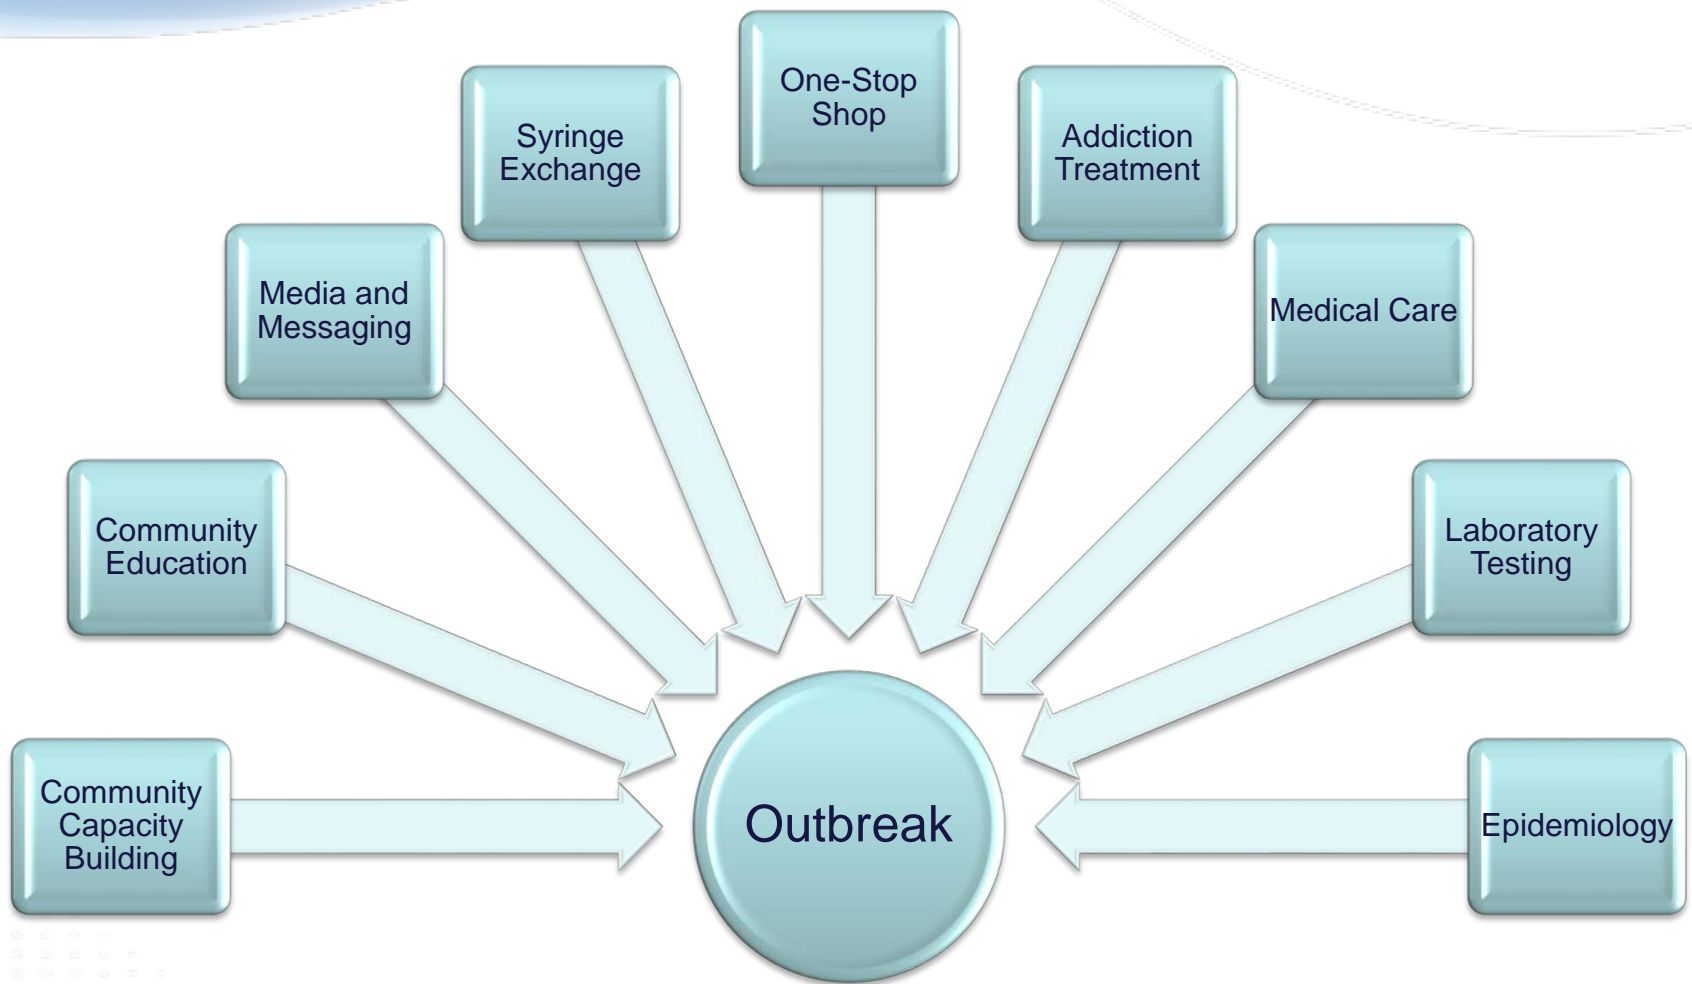 One-Stop
Shop
Syringe
Exchange
Addiction
Treatment
Media and
Messaging
Medical Care
Community
Education
Laboratory
Testing
Community
Capacity
Building
Outbreak
Epidemiology